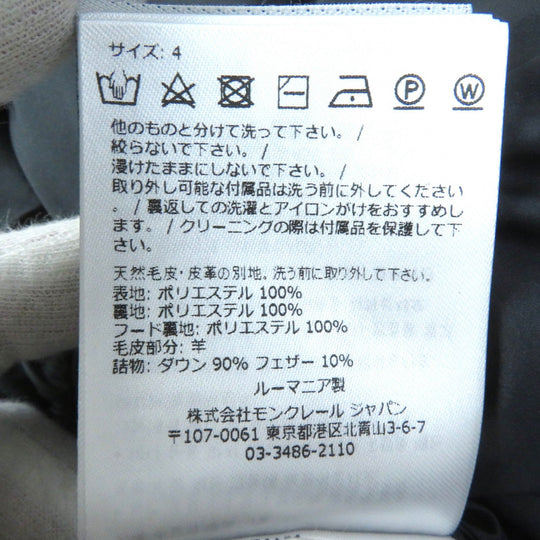 サイズ: 4
P
W
他のものと分けて洗って下さい。 /
絞らないで下さい。 /
浸けたままにしないで下さい。 /
取り外し可能な付属品は洗う前に外してください
。 / 裏返しての洗濯とアイロンがけをおすすめしま
す。 / クリーニングの際は付属品を保護して下
さい。
天然毛皮・皮革の別地、洗う前に取り外して下さい。
表地: ポリエステル 100%
裏地: ポリエステル 100%
フード裏地: ポリエステル 100%
毛皮部分: 羊
詰物: ダウン 90% フェザー 10%
ルーマニア製
株式会社モンクレール ジャパン
〒107-0061 東京都港区北青山3-6-7
03-3486-2110